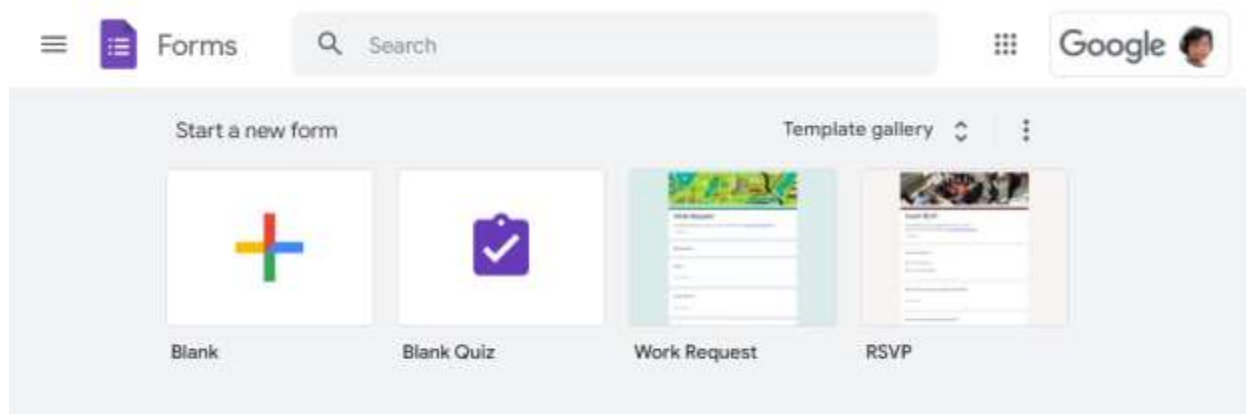 Forms
Search
Google
Start a new form
Template gallery
Blank
Blank Quiz
Work Request
RSVP